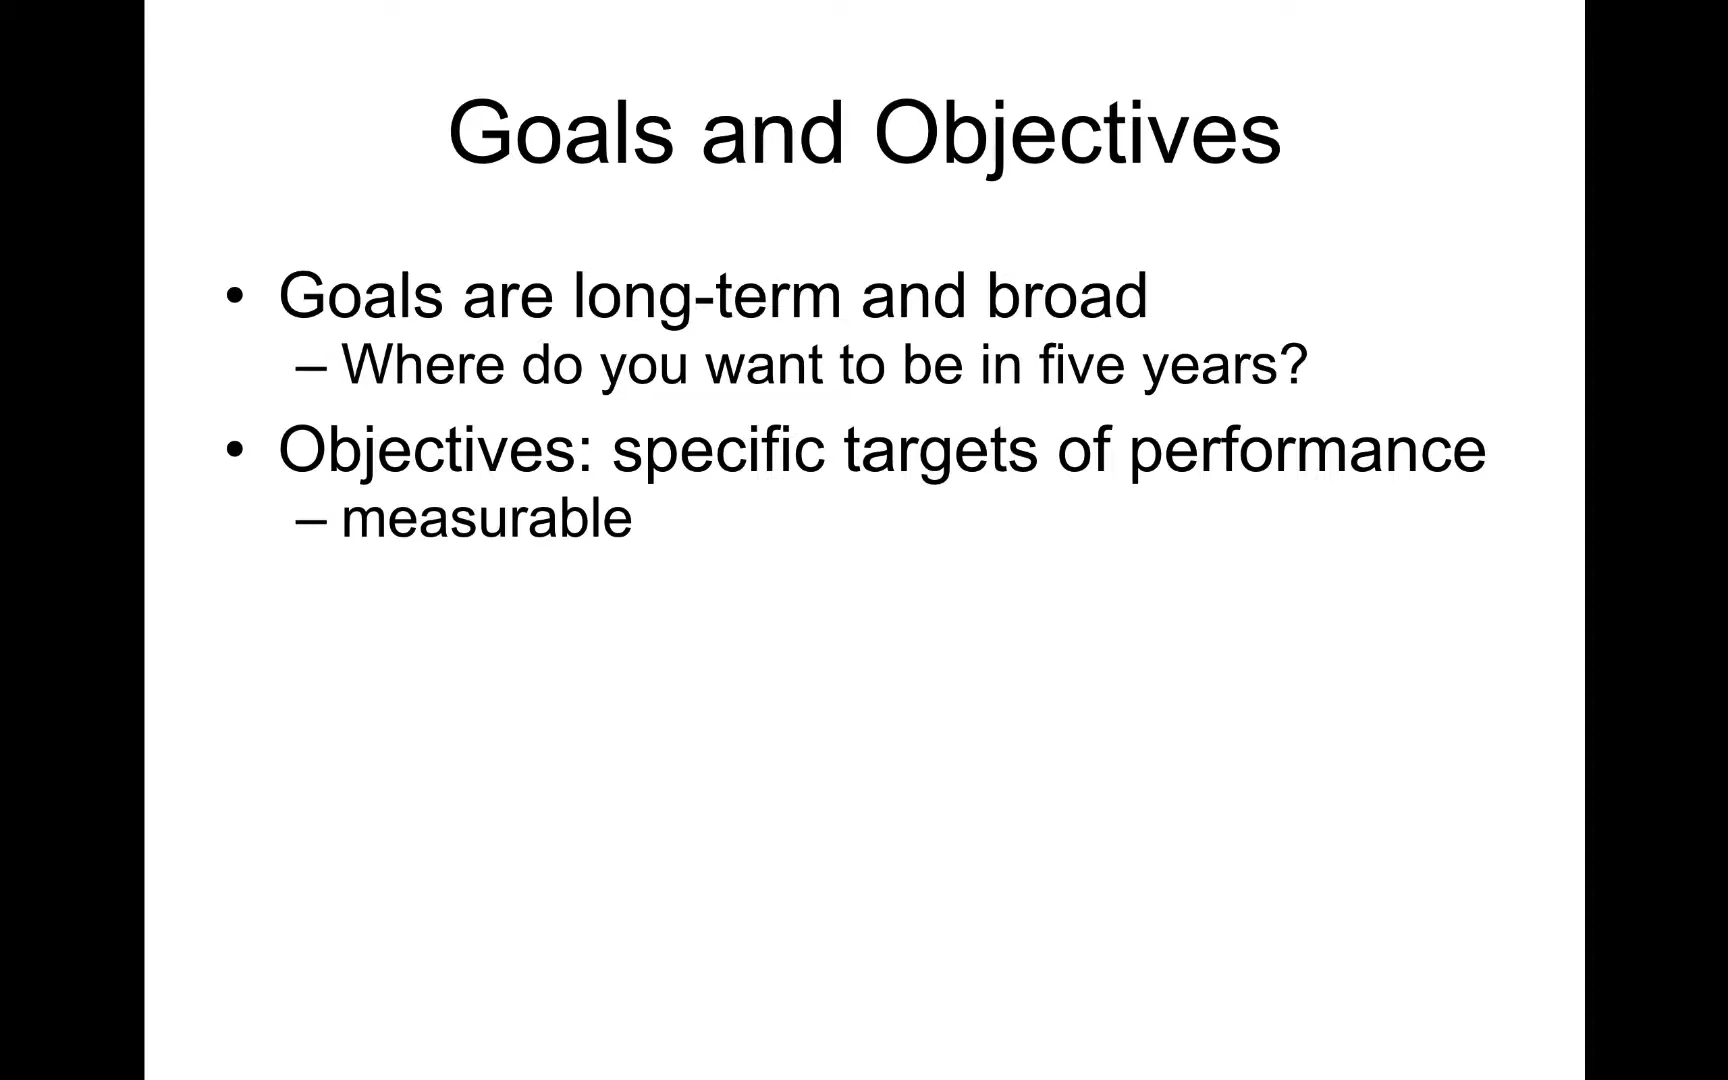 Goals and Objectives
• Goals are long-term and broad
– Where do you want to be in five years?
• Objectives: specific targets of performance
– measurable